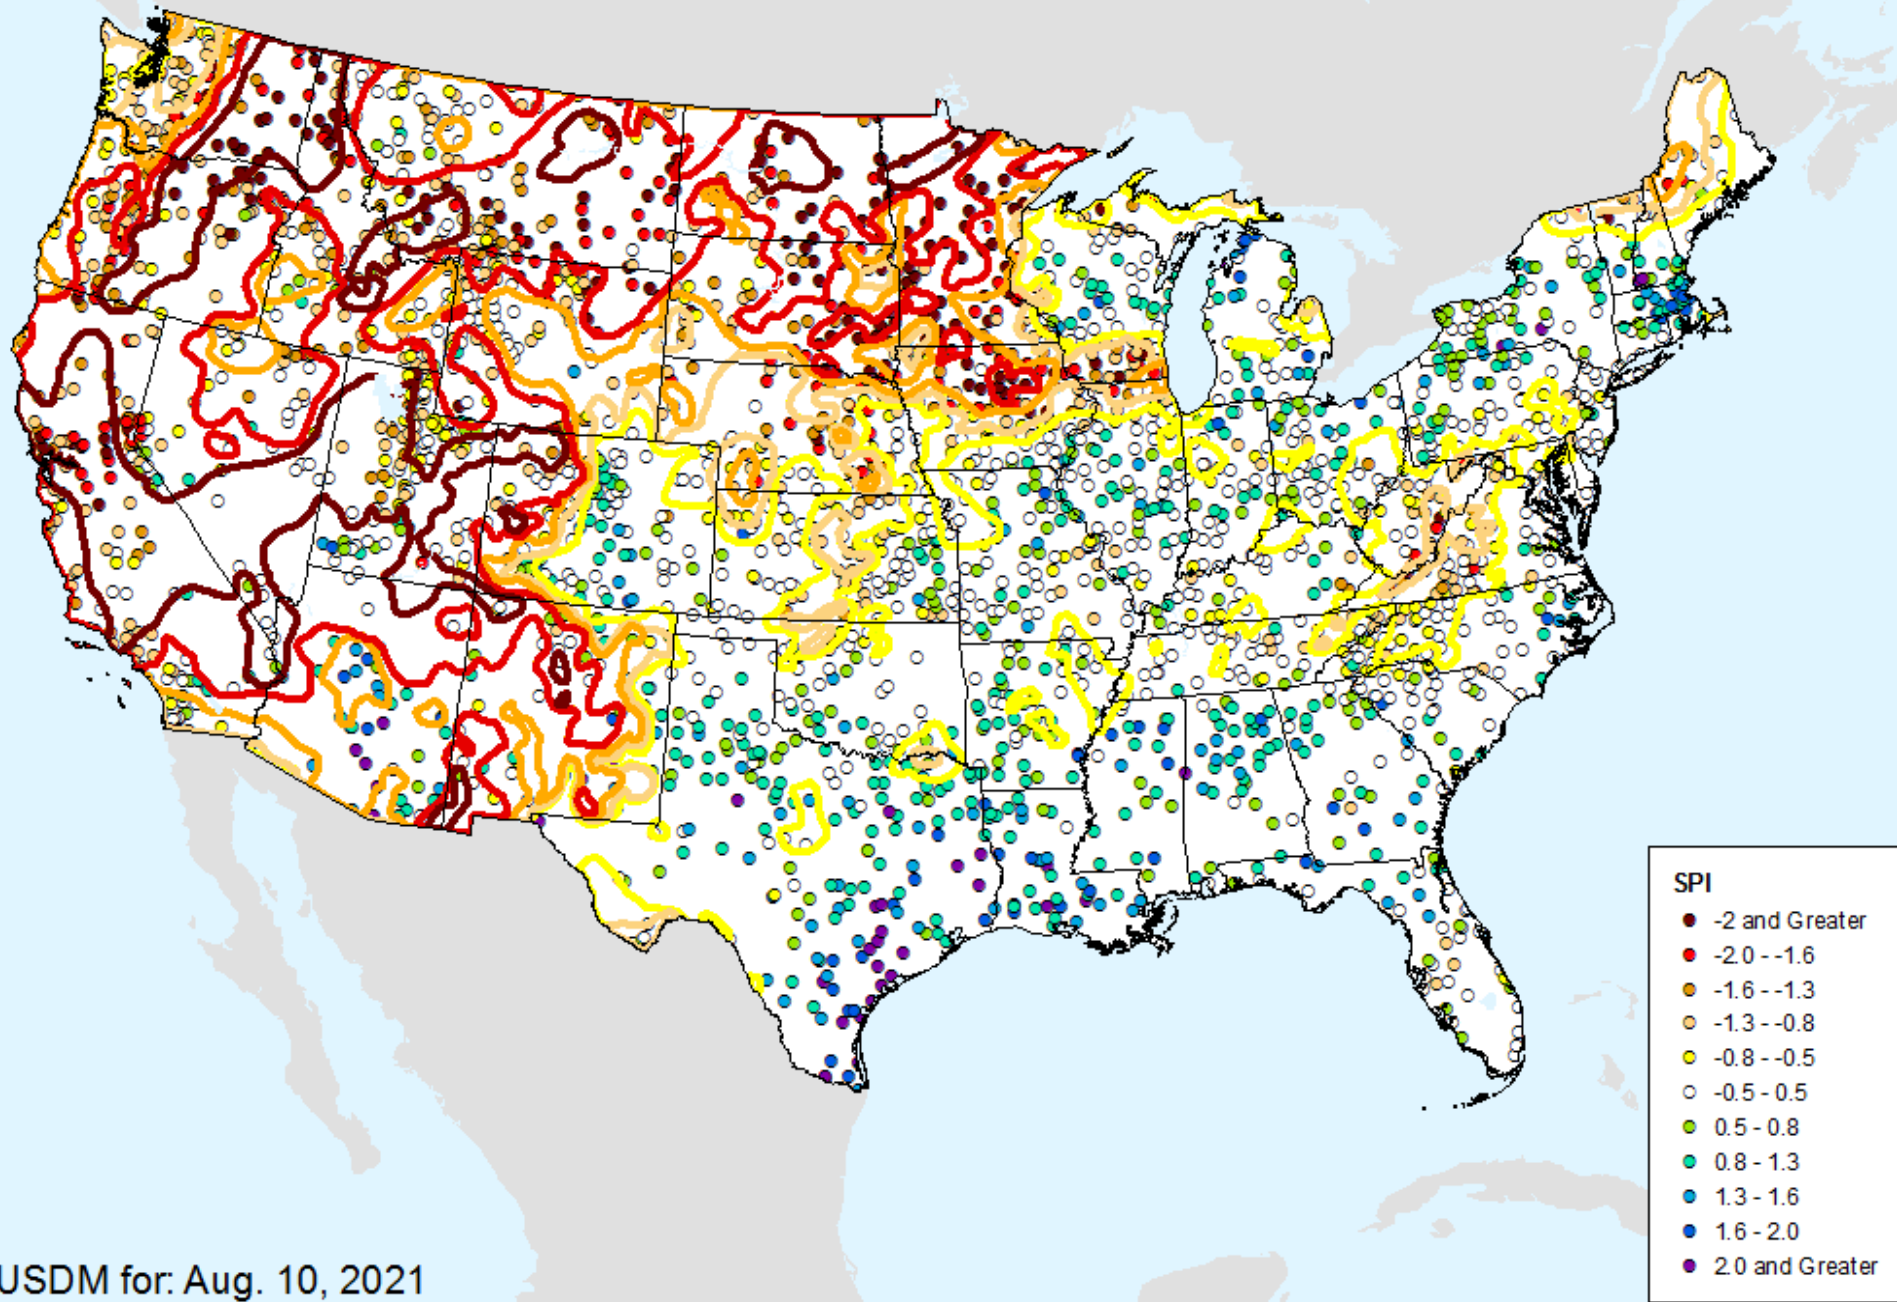 SPI
-2 and Greater
-2.0 - -1.6
-1.6 - -1.3
-1.3 - -0.8
-0.8 - -0.5
-0.5 - 0.5
0.5 - 0.8
0.8 - 1.3
1.3 - 1.6
1.6 - 2.0
2.0 and Greater
USDM for: Aug. 10, 2021